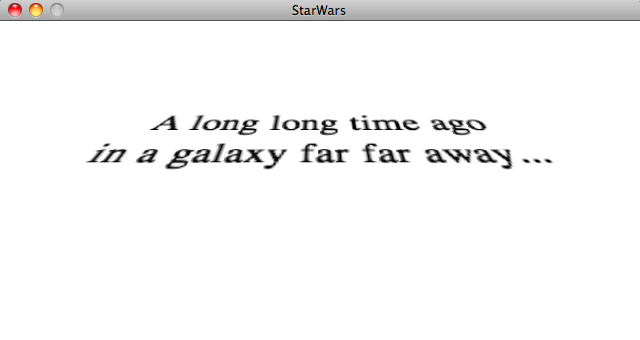 StarWars
A long long time ago
in a galaxy far far away...